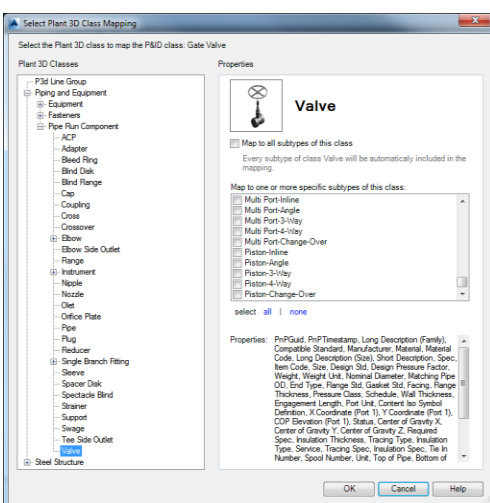 Select Plant 3D Class Mapping
Select the Plant 3D class to map the P&ID class: Gate Valve
Plant 3D Classes
P3d Line Group
Piping and Equipment
Equipment
Fasteners
Pipe Run Component
ACP
Adapter
Bleed Ring
Blind Disk
Blind Flange
Cap
Coupling
Cross
Crossover
Elbow
Elbow Side Outlet
Flange
Instrument
Nipple
Nozzle
Olet
Orifice Plate
Pipe
Plug
Reducer
Single Branch Fitting
Sleeve
Spacer Disk
Spectacle Blind
Strainer
Support
Swage
Tee Side Outlet
Valve
Steel Structure
Properties
Valve
Map to all subtypes of this class
Every subtype of class Valve will be automaticaly included in the
mapping.
Map to one or more specific subtypes of this class:
Multi Port-Inline
Multi Port-Angle
Multi Port-3-Way
Multi Port-4-Way
Multi Port-Change-Over
Piston-Inline
Piston-Angle
Piston-3-Way
Piston-4-Way
Piston-Change-Over
select all | none
Properties: PnPGuid, PnPTimestamp, Long Description (Family),
Compatible Standard, Manufacturer, Material, Material
Code, Long Description (Size), Short Description, Spec,
Item Code, Size, Design Std, Design Pressure Factor,
Weight, Weight Unit, Nominal Diameter, Matching Pipe
OD, End Type, Flange Std, Gasket Std, Facing, Flange
Thickness, Pressure Class, Schedule, Wall Thickness,
Engagement Length, Port Unit, Content Iso Symbol
Definition, X Coordinate (Port 1), Y Coordinate (Port 1),
COP Elevation (Port 1), Status, Center of Gravity X,
Center of Gravity Y, Center of Gravity Z, Required
Spec, Insulation Thickness, Tracing Type, Insulation
Type, Service, Tracing Spec, Insulation Spec, Tie In
Number, Spool Number, Unit, Top of Pipe, Bottom of
OK Cancel Help